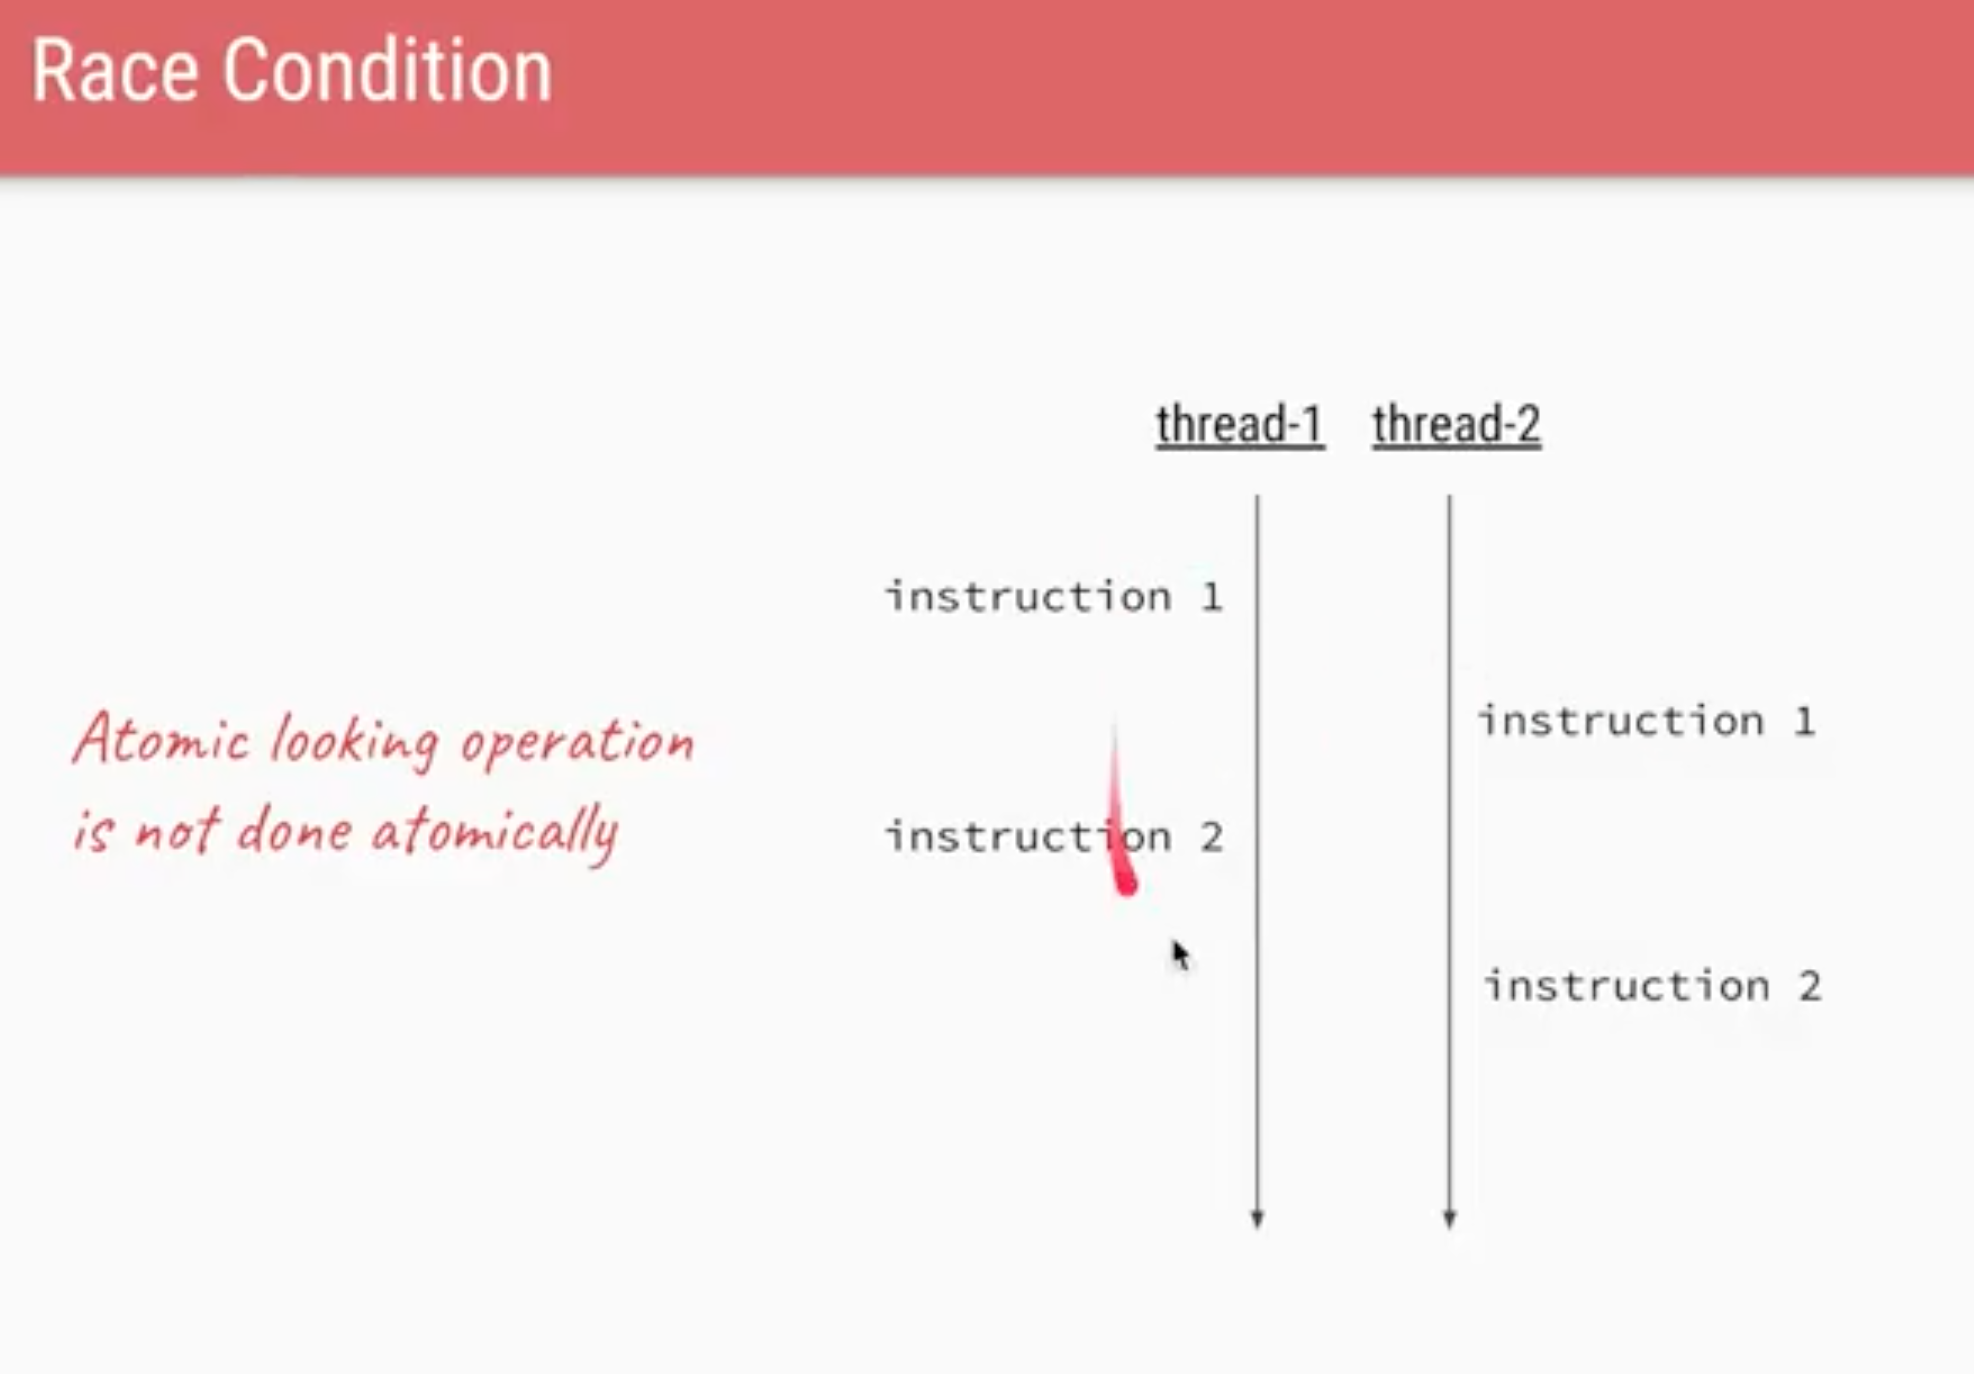 Race Condition
thread-1 thread-2
instruction 1
instruction 1
Atomic looking operation
is not done atomically
instruction 2
instruction 2